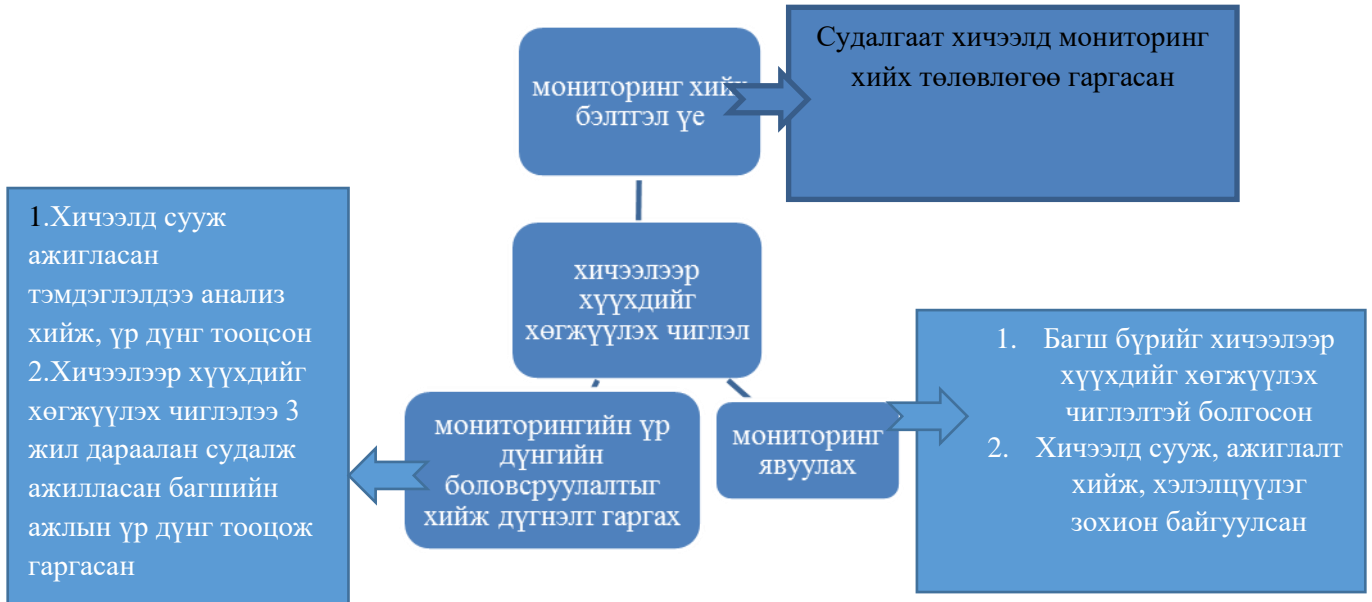 мониторинг хийх
бэлтгэл үе
Судалгаат хичээлд мониторинг
хийх төлөвлөгөө гаргасан
1.Хичээлд сууж
ажигласан
тэмдэглэлдээ анализ
хийж, үр дүнг тооцсон
2.Хичээлээр хүүхдийг
хөгжүүлэх чиглэлээ 3
жил дараалан судалж
ажилласан багшийн
ажлын үр дүнг тооцож
гаргасан
хичээлээр
хүүхдийг
хөгжүүлэх чиглэл
мониторингийн үр
дүнгийн
боловсруулалтыг
хийж дүгнэлт гаргах
мониторинг
явуулах
1. Багш бүрийг хичээлээр
хүүхдийг хөгжүүлэх
чиглэлтэй болгосон
2. Хичээлд сууж, ажиглалт
хийж, хэлэлцүүлэг
зохион байгуулсан